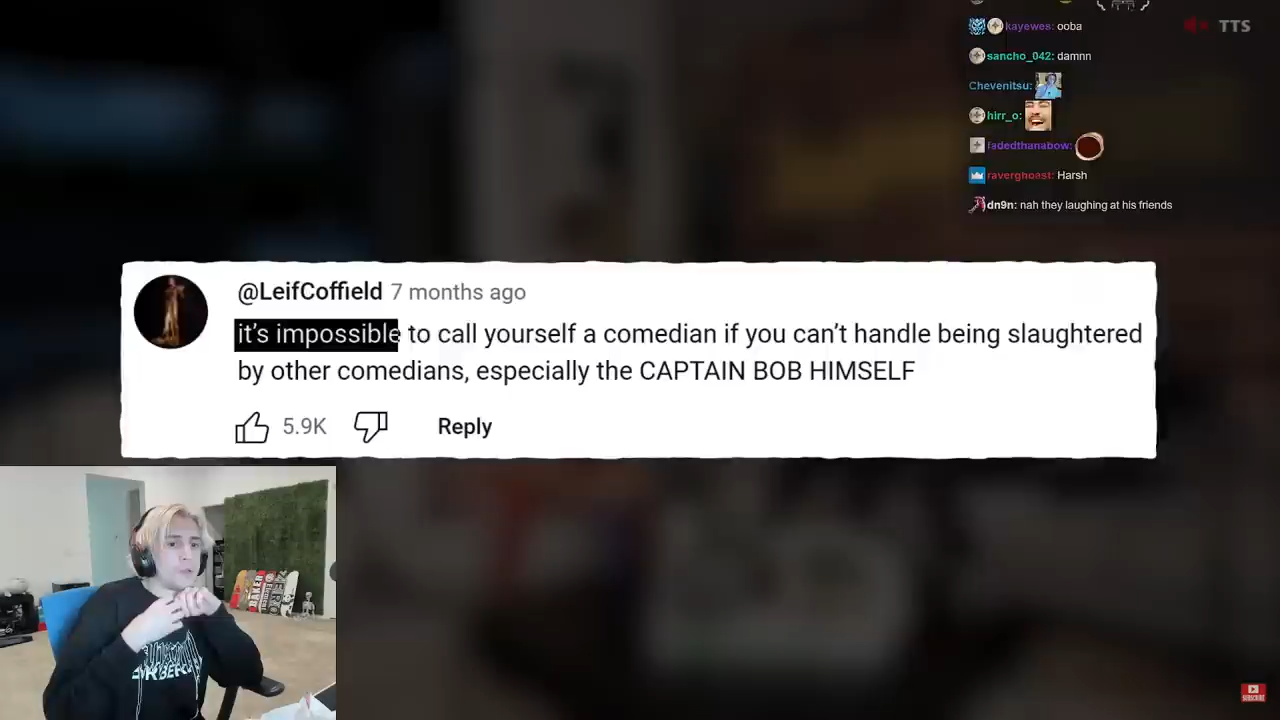 kayewes: ooba
TTS
sancho_042: damnn
Chevenitsu:
hirr_o:
fadedthanabow:
raverghoast: Harsh
dn9n: nah they laughing at his friends
@LeifCoffield 7 months ago
it's impossible to call yourself a comedian if you can't handle being slaughtered
by other comedians, especially the CAPTAIN BOB HIMSELF
5.9K Reply
BAKER
SUBSCRIBE